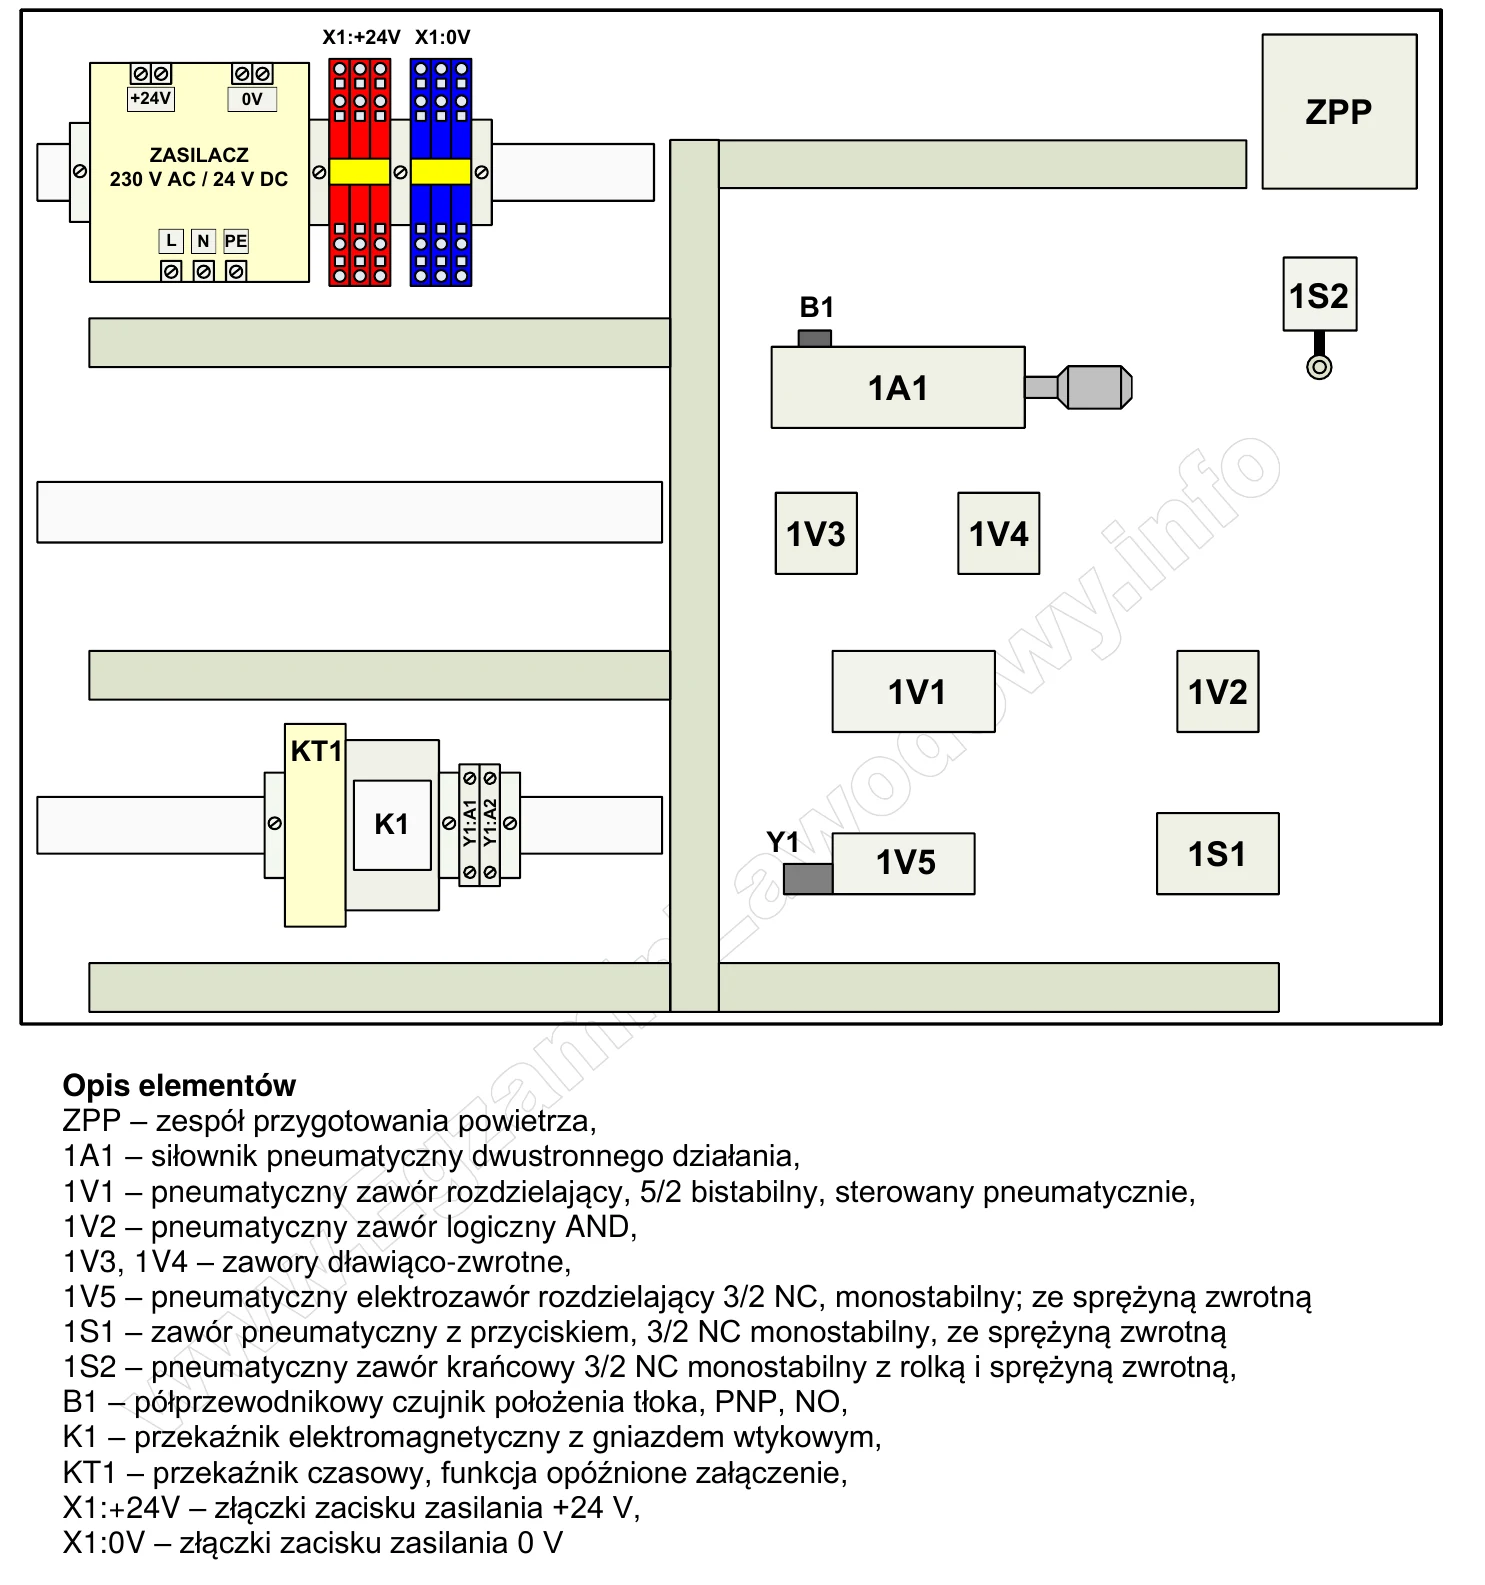 X1:+24V X1:0V
+24V 0V
ZASILACZ
230 V AC / 24 V DC
L N PE
ZPP
1S2
B1
1A1
1V3 1V4
1V1 1V2
KT1
K1
Y1:A1
Y1:A2
Y1
1V5
1S1
www.EgzaminZawodowy.info
Opis elementów
ZPP – zespół przygotowania powietrza,
1A1 – siłownik pneumatyczny dwustronnego działania,
1V1 – pneumatyczny zawór rozdzielający, 5/2 bistabilny, sterowany pneumatycznie,
1V2 – pneumatyczny zawór logiczny AND,
1V3, 1V4 – zawory dławiąco-zwrotne,
1V5 – pneumatyczny elektrozawór rozdzielający 3/2 NC, monostabilny; ze sprężyną zwrotną
1S1 – zawór pneumatyczny z przyciskiem, 3/2 NC monostabilny, ze sprężyną zwrotną
1S2 – pneumatyczny zawór krańcowy 3/2 NC monostabilny z rolką i sprężyną zwrotną,
B1 – półprzewodnikowy czujnik położenia tłoka, PNP, NO,
K1 – przekaźnik elektromagnetyczny z gniazdem wtykowym,
KT1 – przekaźnik czasowy, funkcja opóźnione załączenie,
X1:+24V – złączki zacisku zasilania +24 V,
X1:0V – złączki zacisku zasilania 0 V